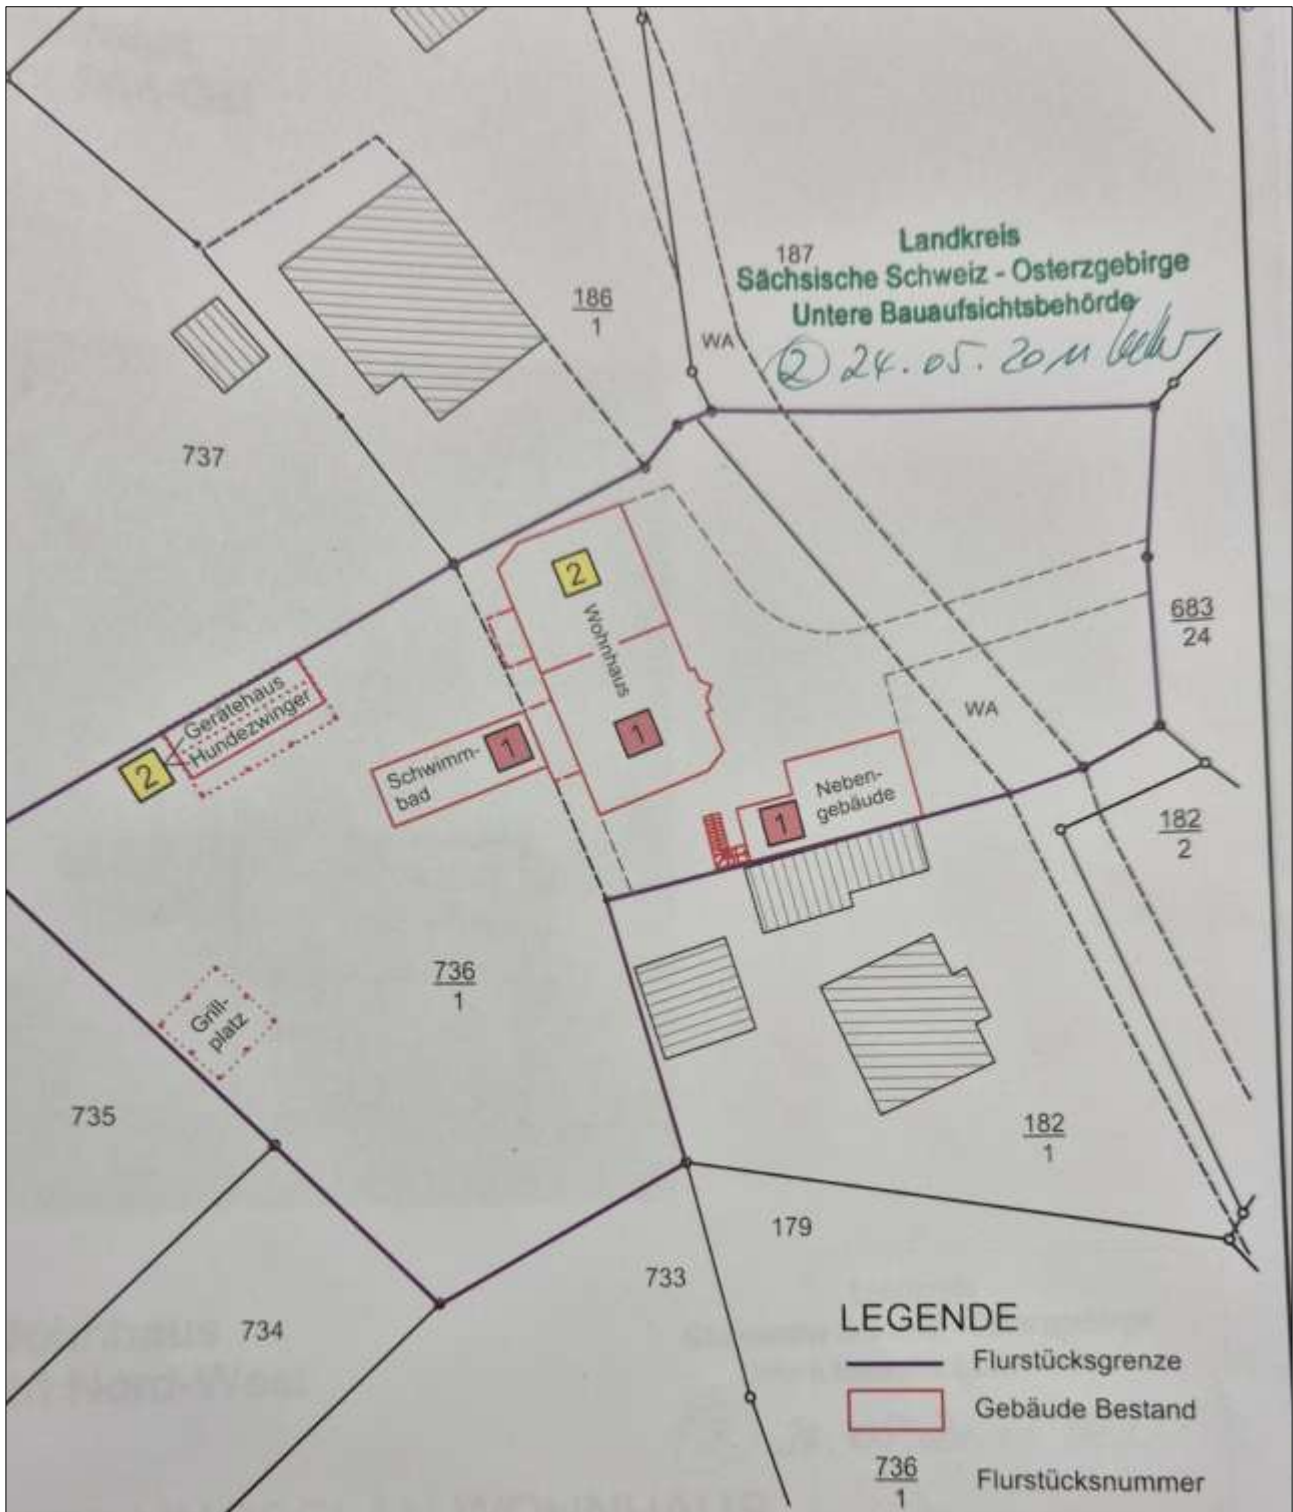 187
Landkreis
Sächsische Schweiz - Osterzgebirge
Untere Bauaufsichtsbehörde
186
1
WA
2 24.05.2011
737
2
Wohnhaus
1
683
24
Gerätehaus
Hundezwinger
2
Schwimm-
bad
1
WA
Neben-
gebäude
1
182
2
736
1
Grill-
platz
735
182
1
179
733
734
LEGENDE
Flurstücksgrenze
Gebäude Bestand
736
1
Flurstücksnummer